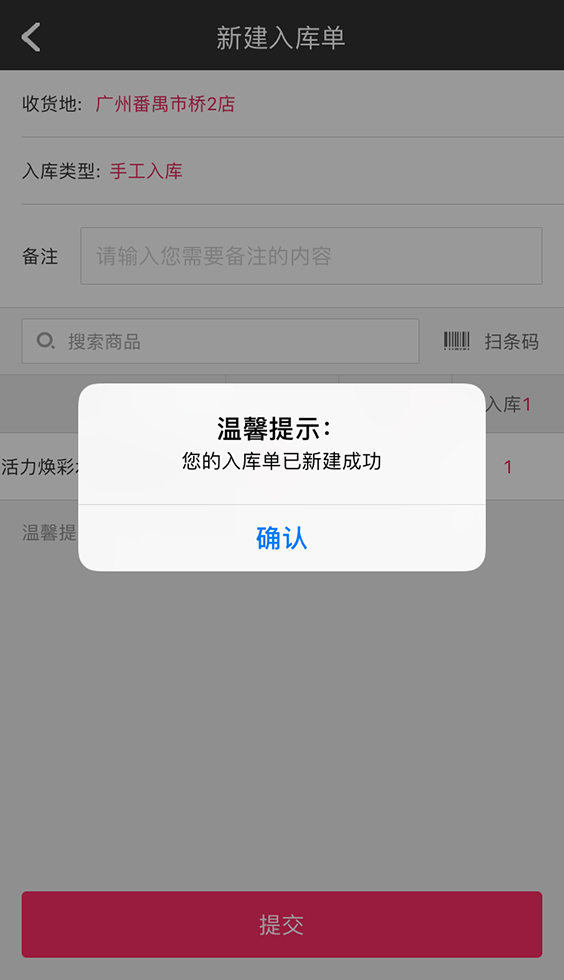 新建入库单
收货地: 广州番禺市桥2店
入库类型: 手工入库
备注 请输入您需要备注的内容
搜索商品 扫条码
入库1
温馨提示:
您的入库单已新建成功
活力焕彩 1
确认
温馨提
提交